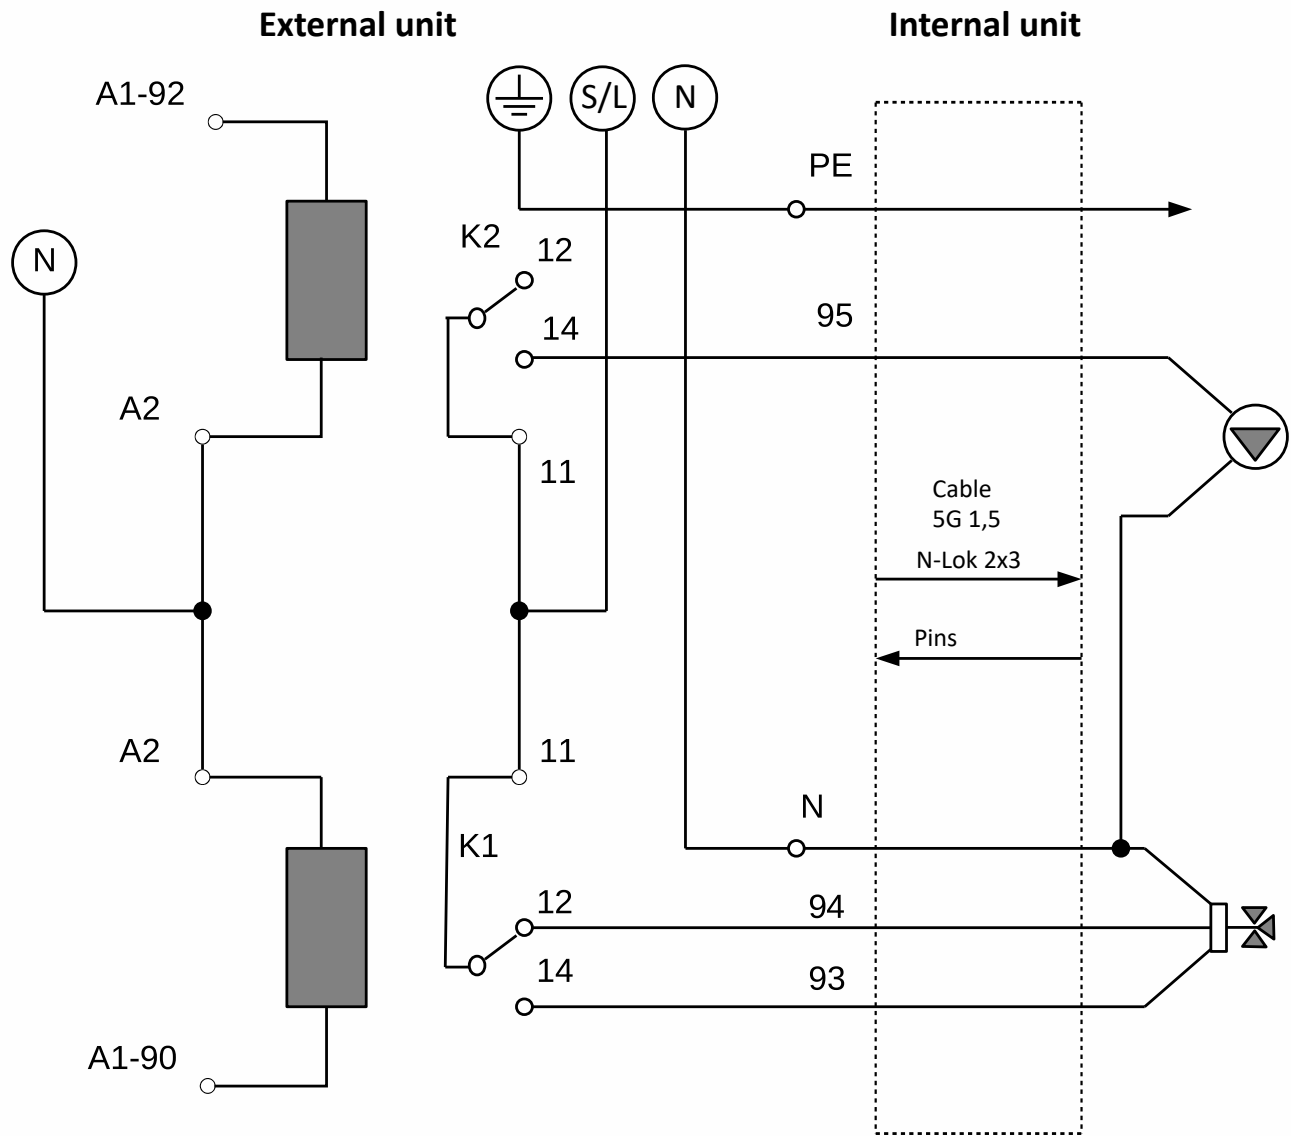 External unit
Internal unit
A1-92
S/L
N
PE
K2
12
N
14
95
A2
11
Cable
5G 1,5
N-Lok 2x3
Pins
A2
11
N
K1
12
94
14
93
A1-90